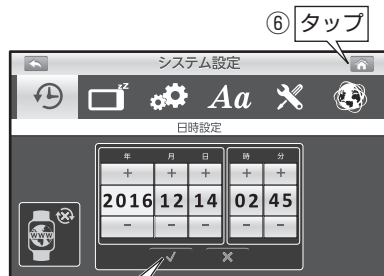 ⑥ タップ
システム設定
z z
Aa
日時設定
年 月 日 時 分
+ + + + +
2016 12 14 02 45
- - - - -
WWW